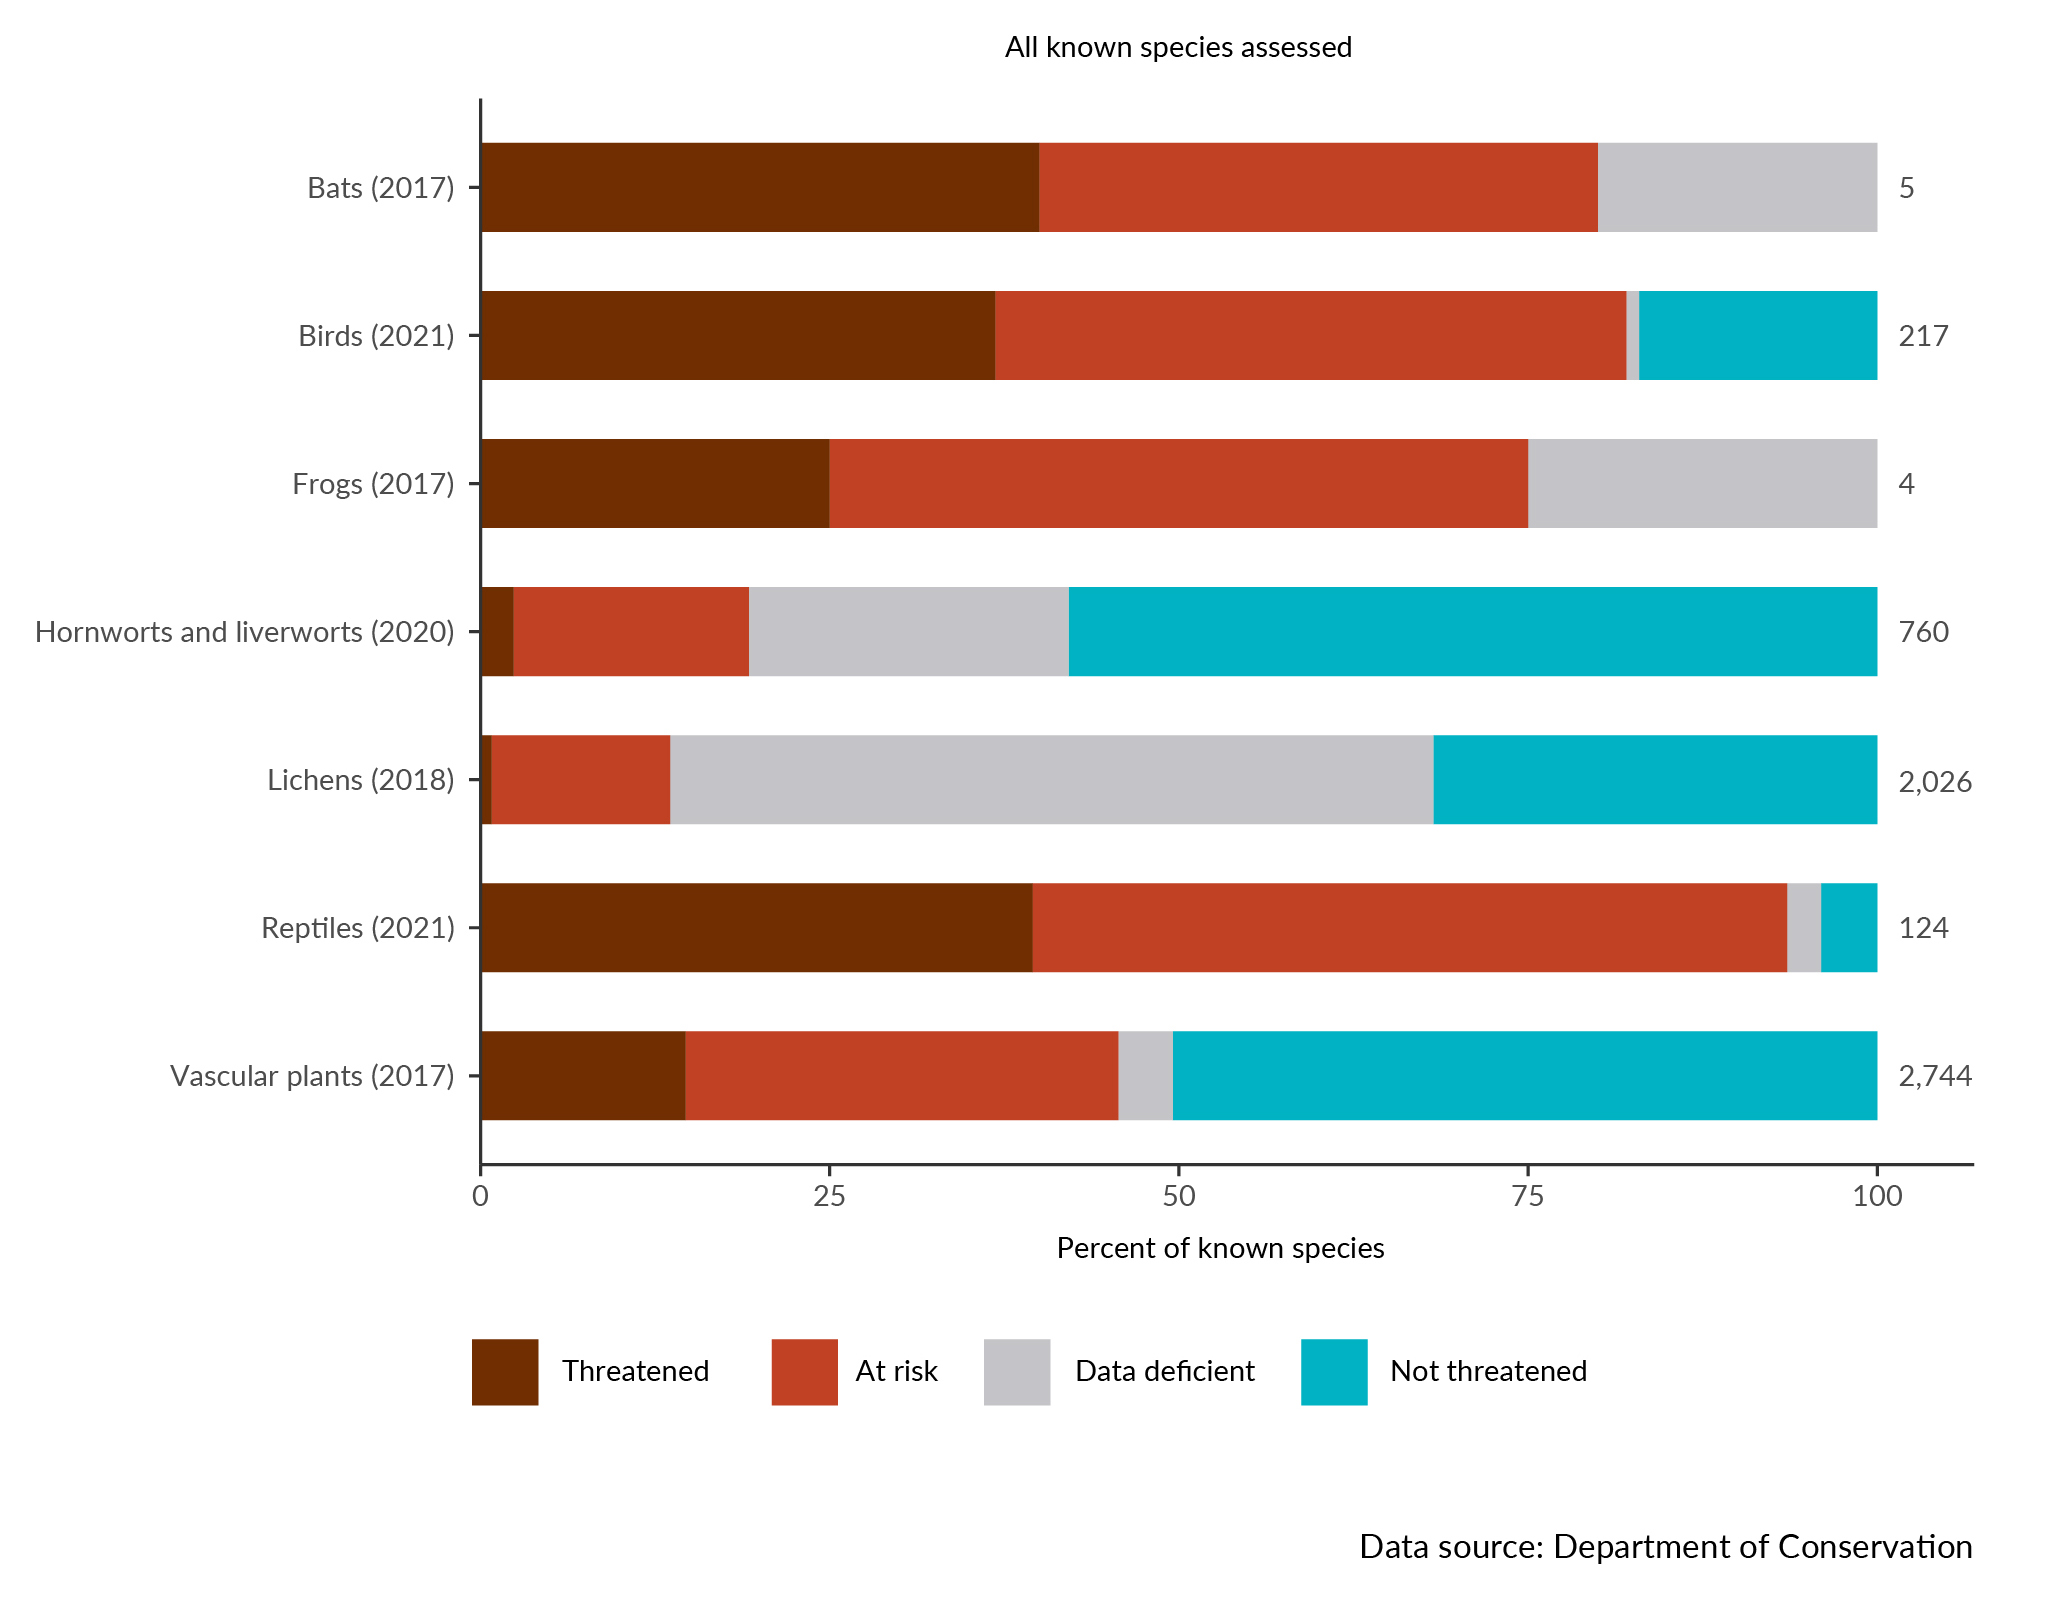 All known species assessed
Bats (2017) 5
Birds (2021) 217
Frogs (2017) 4
Hornworts and liverworts (2020) 760
Lichens (2018) 2,026
Reptiles (2021) 124
Vascular plants (2017) 2,744
0 25 50 75 100
Percent of known species
Threatened At risk Data deficient Not threatened
Data source: Department of Conservation